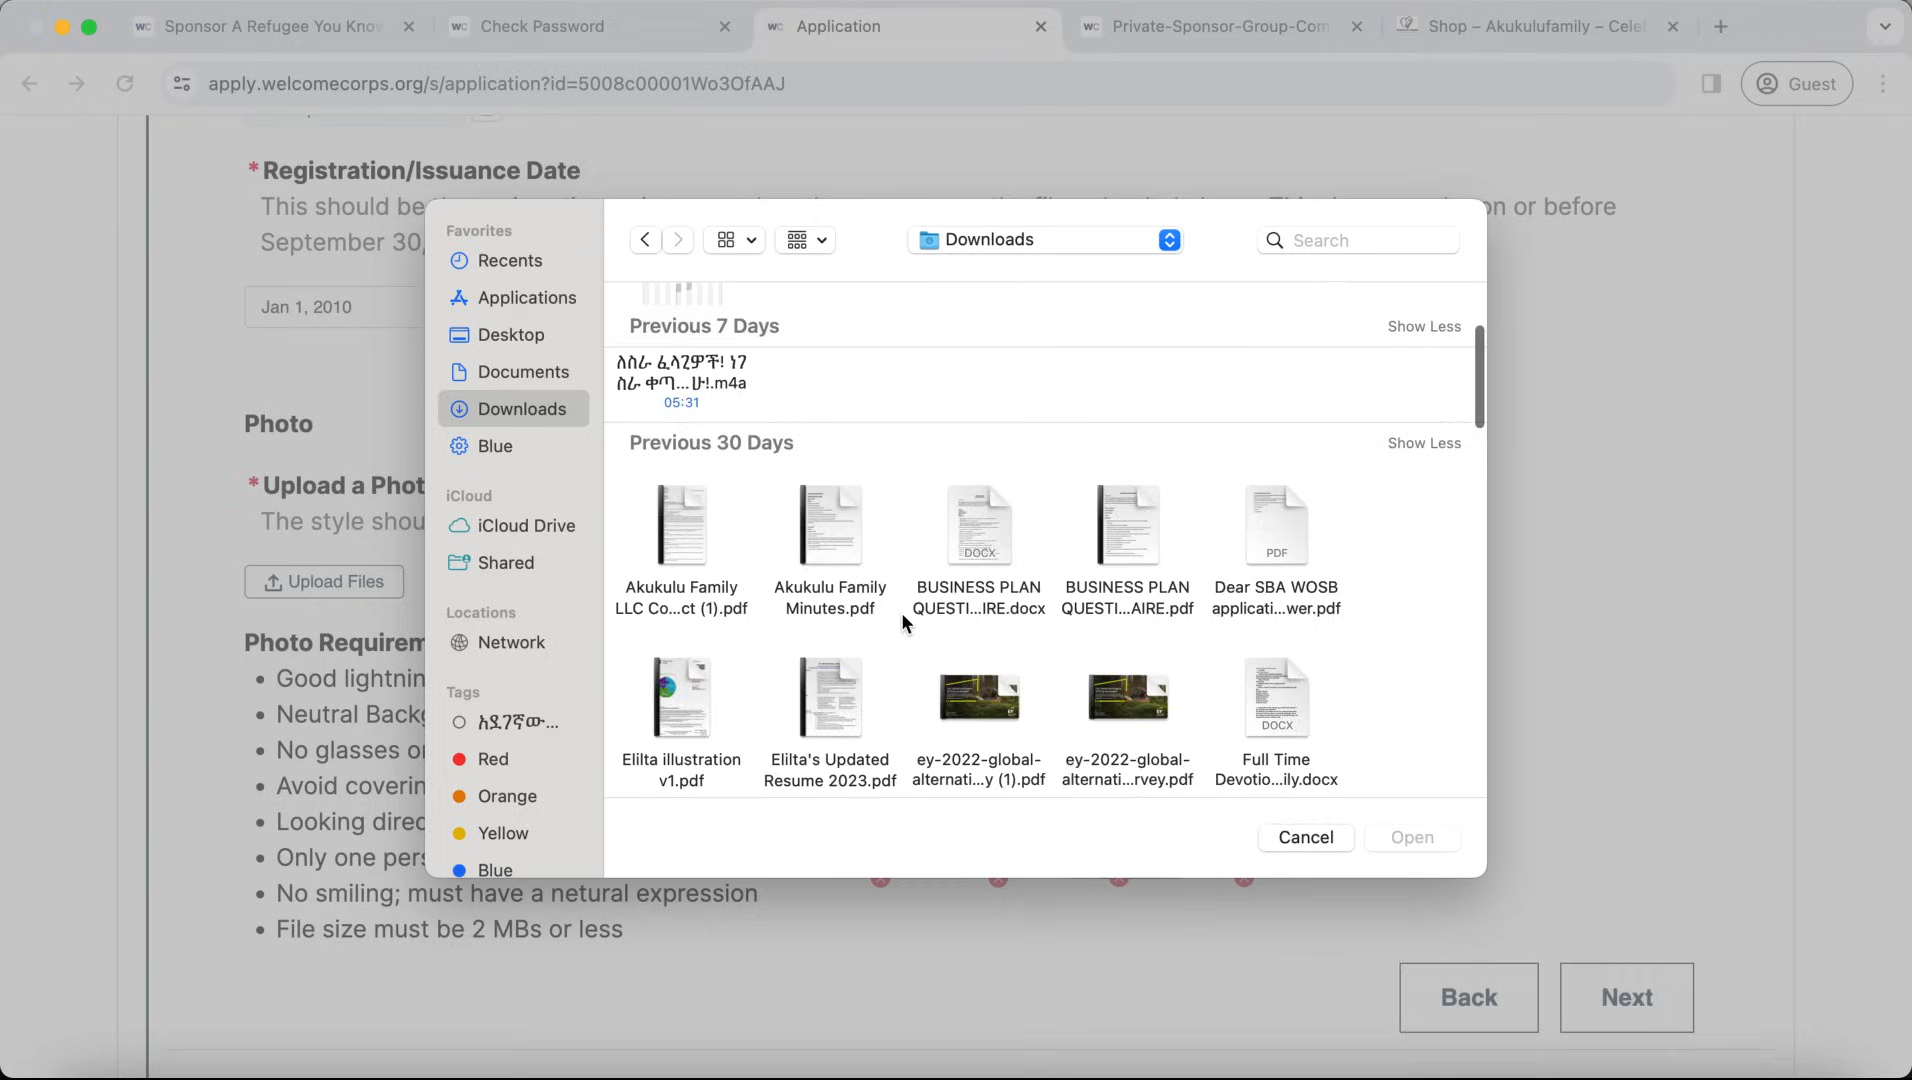 Sponsor A Refugee You Know
Check Password
Application
Private-Sponsor-Group-Com
Shop – Akukulufamily – Celel
apply.welcomecorps.org/s/application?id=5008c00001Wo3OfAAJ
Guest
*Registration/Issuance Date
This should be
on or before
September 30,
Jan 1, 2010
Photo
*Upload a Phot
The style shou
Upload Files
Photo Requirem
• Good lightnin
• Neutral Backg
• No glasses o
• Avoid coverin
• Looking direc
• Only one pers
• No smiling; must have a netural expression
• File size must be 2 MBs or less
Back
Next
Favorites
Recents
Applications
Desktop
Documents
Downloads
Blue
iCloud
iCloud Drive
Shared
Locations
Network
Tags
አደገኛው...
Red
Orange
Yellow
Blue
Downloads
Search
Previous 7 Days
Show Less
ለስራ ፈላጊዎች! ነገ
ስራ ቀጣ...ሁ!.m4a
05:31
Previous 30 Days
Show Less
DOCX
PDF
Akukulu Family
LLC Co...ct (1).pdf
Akukulu Family
Minutes.pdf
BUSINESS PLAN
QUESTI...IRE.docx
BUSINESS PLAN
QUESTI...AIRE.pdf
Dear SBA WOSB
applicati...wer.pdf
DOCX
Elilta illustration
v1.pdf
Elilta's Updated
Resume 2023.pdf
ey-2022-global-
alternati...y (1).pdf
ey-2022-global-
alternati...rvey.pdf
Full Time
Devotio...ily.docx
Cancel
Open